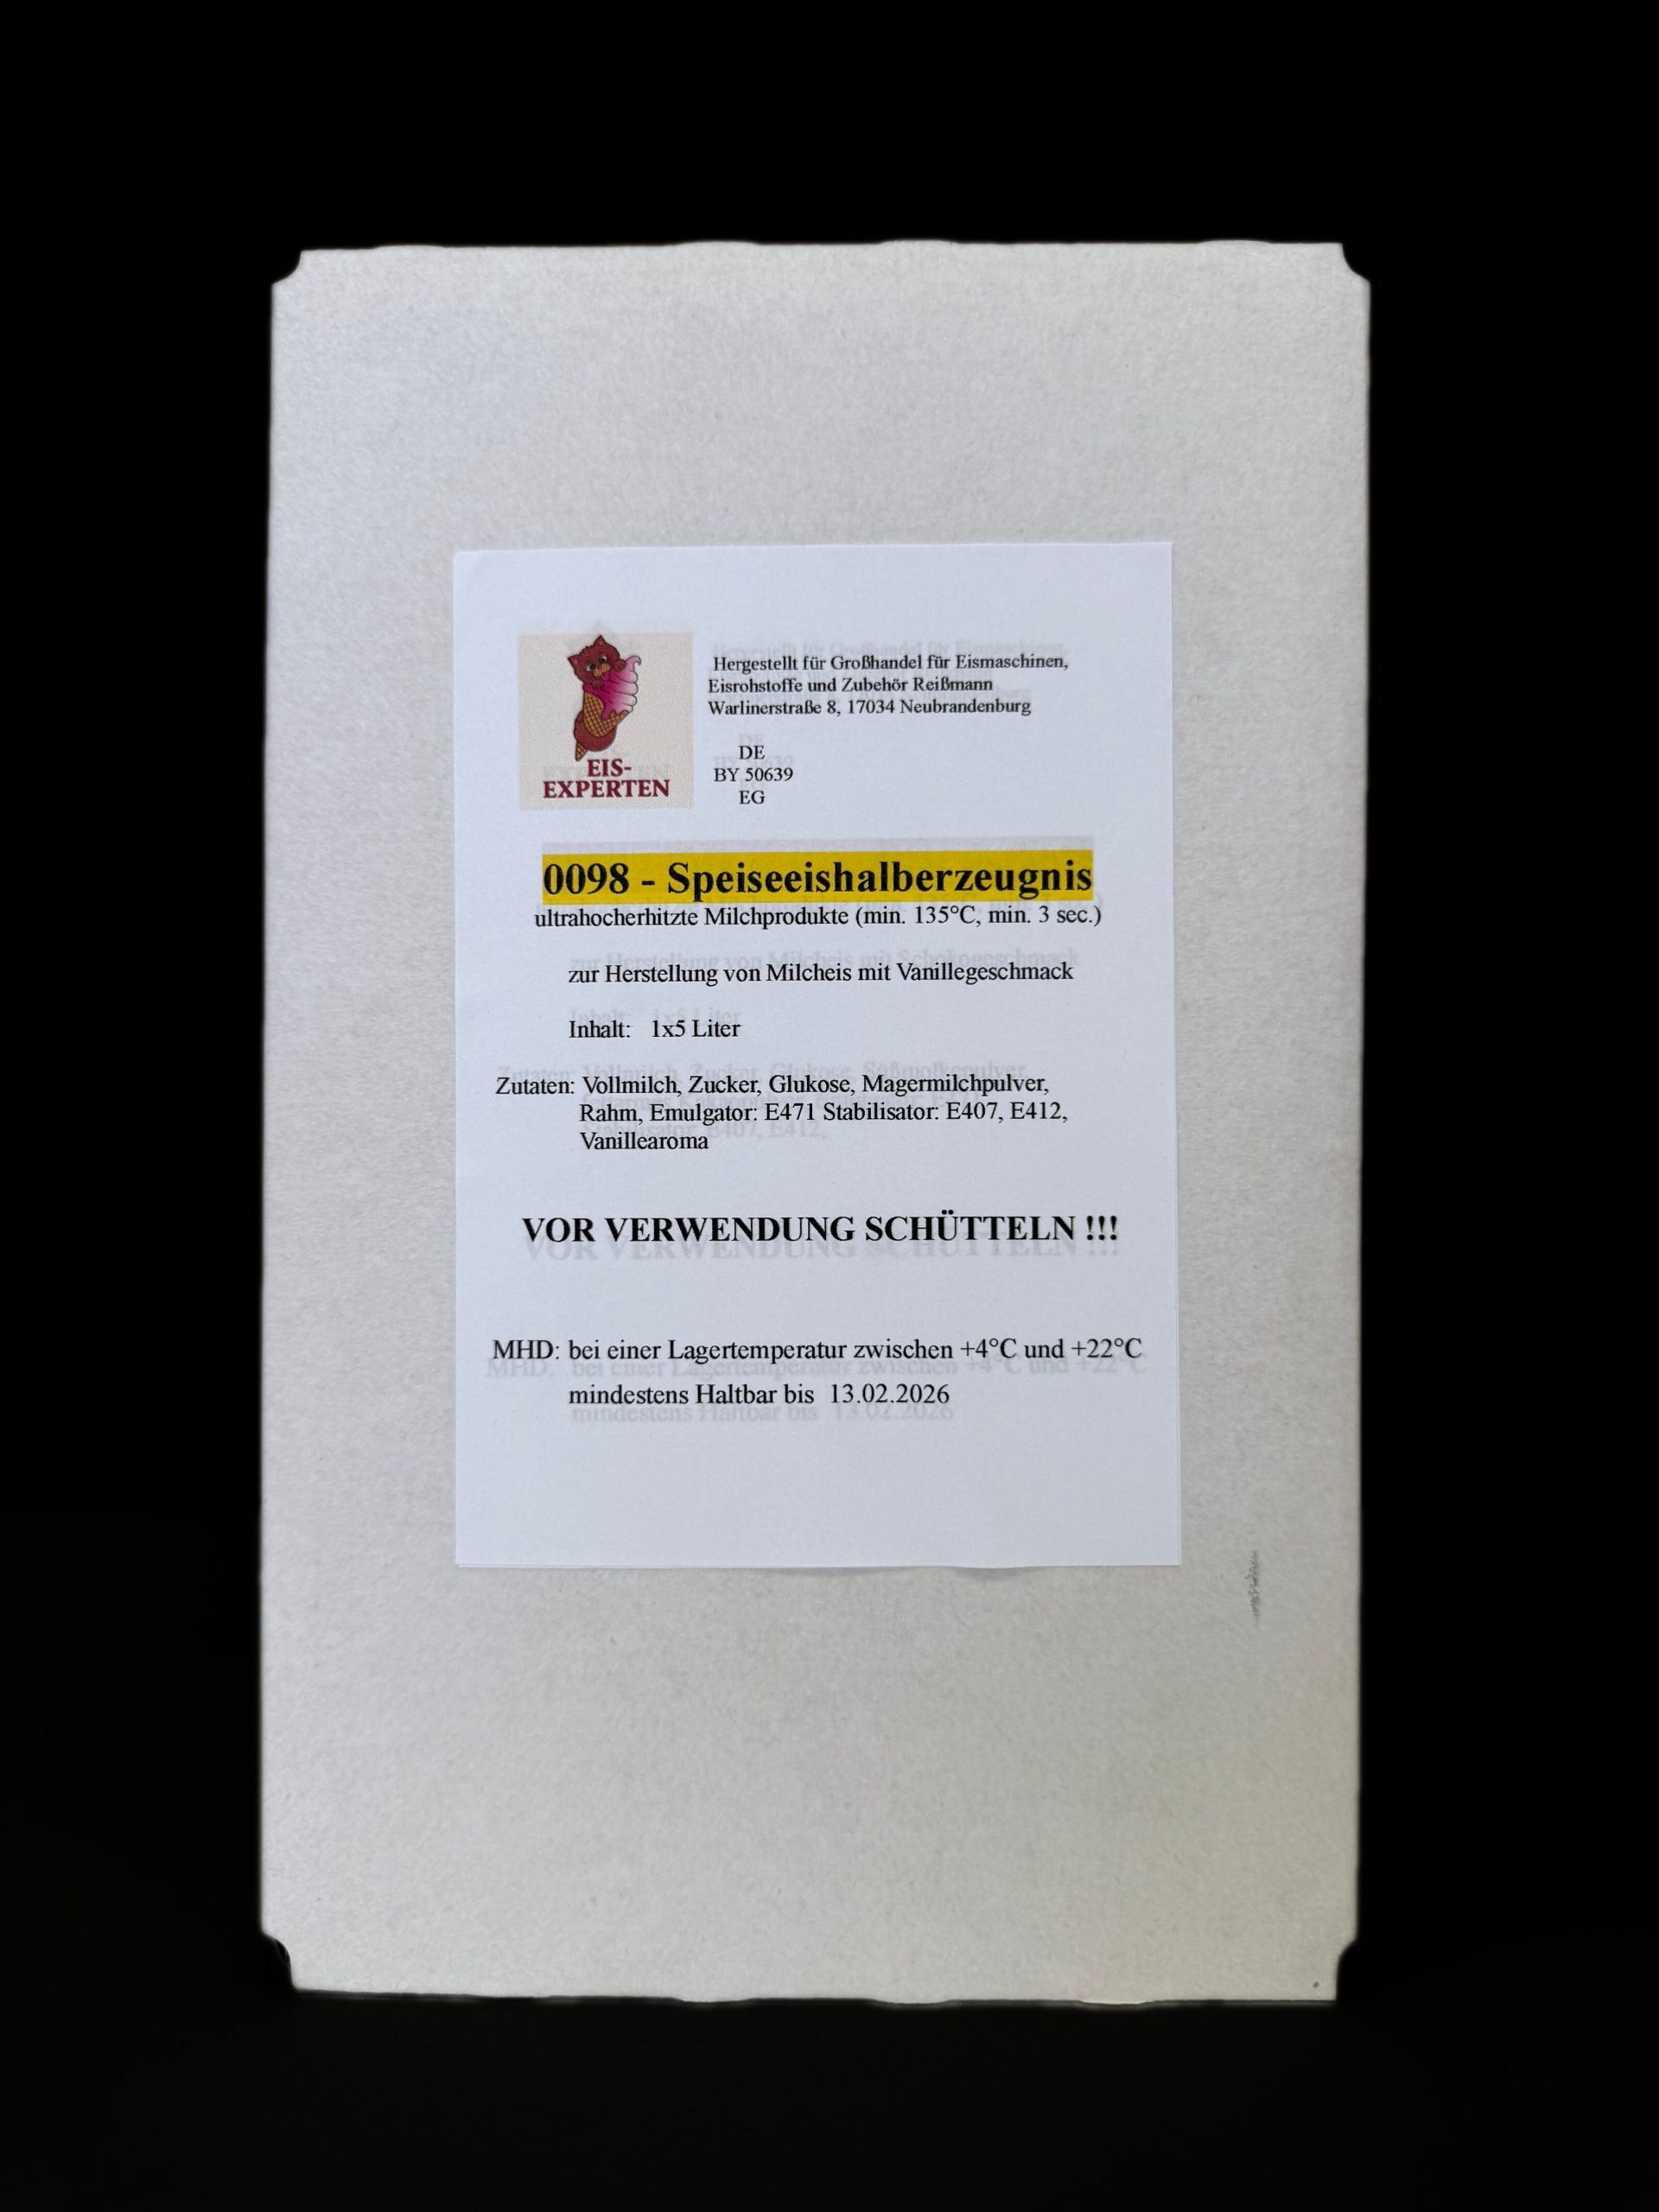 EIS-
EXPERTEN
Hergestellt für Großhandel für Eismaschinen,
Eisrohstoffe und Zubehör Reißmann
Warlinerstraße 8, 17034 Neubrandenburg
DE
BY 50639
EG
0098 - Speiseeishalberzeugnis
ultrahocherhitzte Milchprodukte (min. 135°C, min. 3 sec.)
zur Herstellung von Milcheis mit Vanillegeschmack
Inhalt: 1x5 Liter
Zutaten: Vollmilch, Zucker, Glukose, Magermilchpulver,
Rahm, Emulgator: E471 Stabilisator: E407, E412,
Vanillearoma
VOR VERWENDUNG SCHÜTTELN !!!
MHD: bei einer Lagertemperatur zwischen +4°C und +22°C
mindestens Haltbar bis 13.02.2026